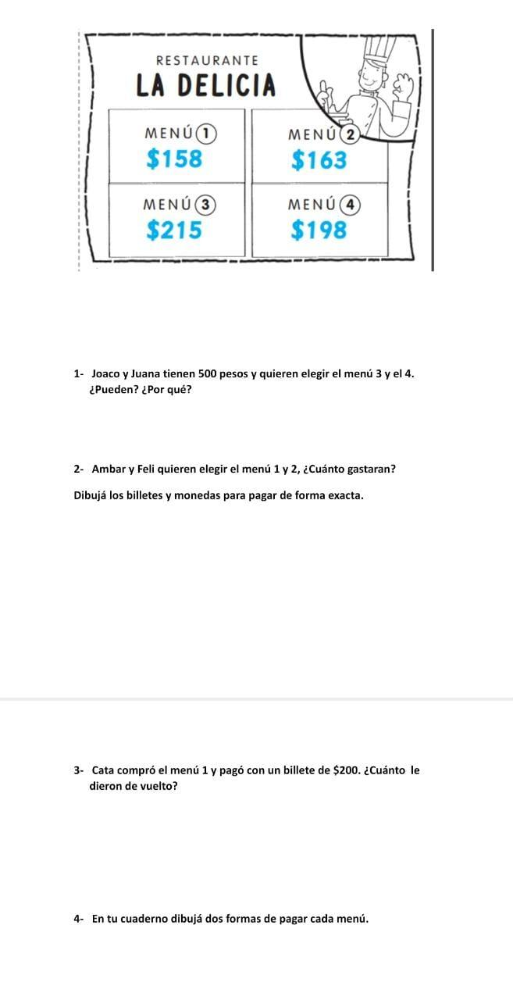 RESTAURANTE
LA DELICIA
MENÚ 1
$158
MENÚ 2
$163
MENÚ 3
$215
MENÚ 4
$198
1- Joaco y Juana tienen 500 pesos y quieren elegir el menú 3 y el 4.
¿Pueden? ¿Por qué?
2- Ambar y Feli quieren elegir el menú 1 y 2, ¿Cuánto gastaran?
Dibujá los billetes y monedas para pagar de forma exacta.
3- Cata compró el menú 1 y pagó con un billete de $200. ¿Cuánto le
dieron de vuelto?
4- En tu cuaderno dibujá dos formas de pagar cada menú.